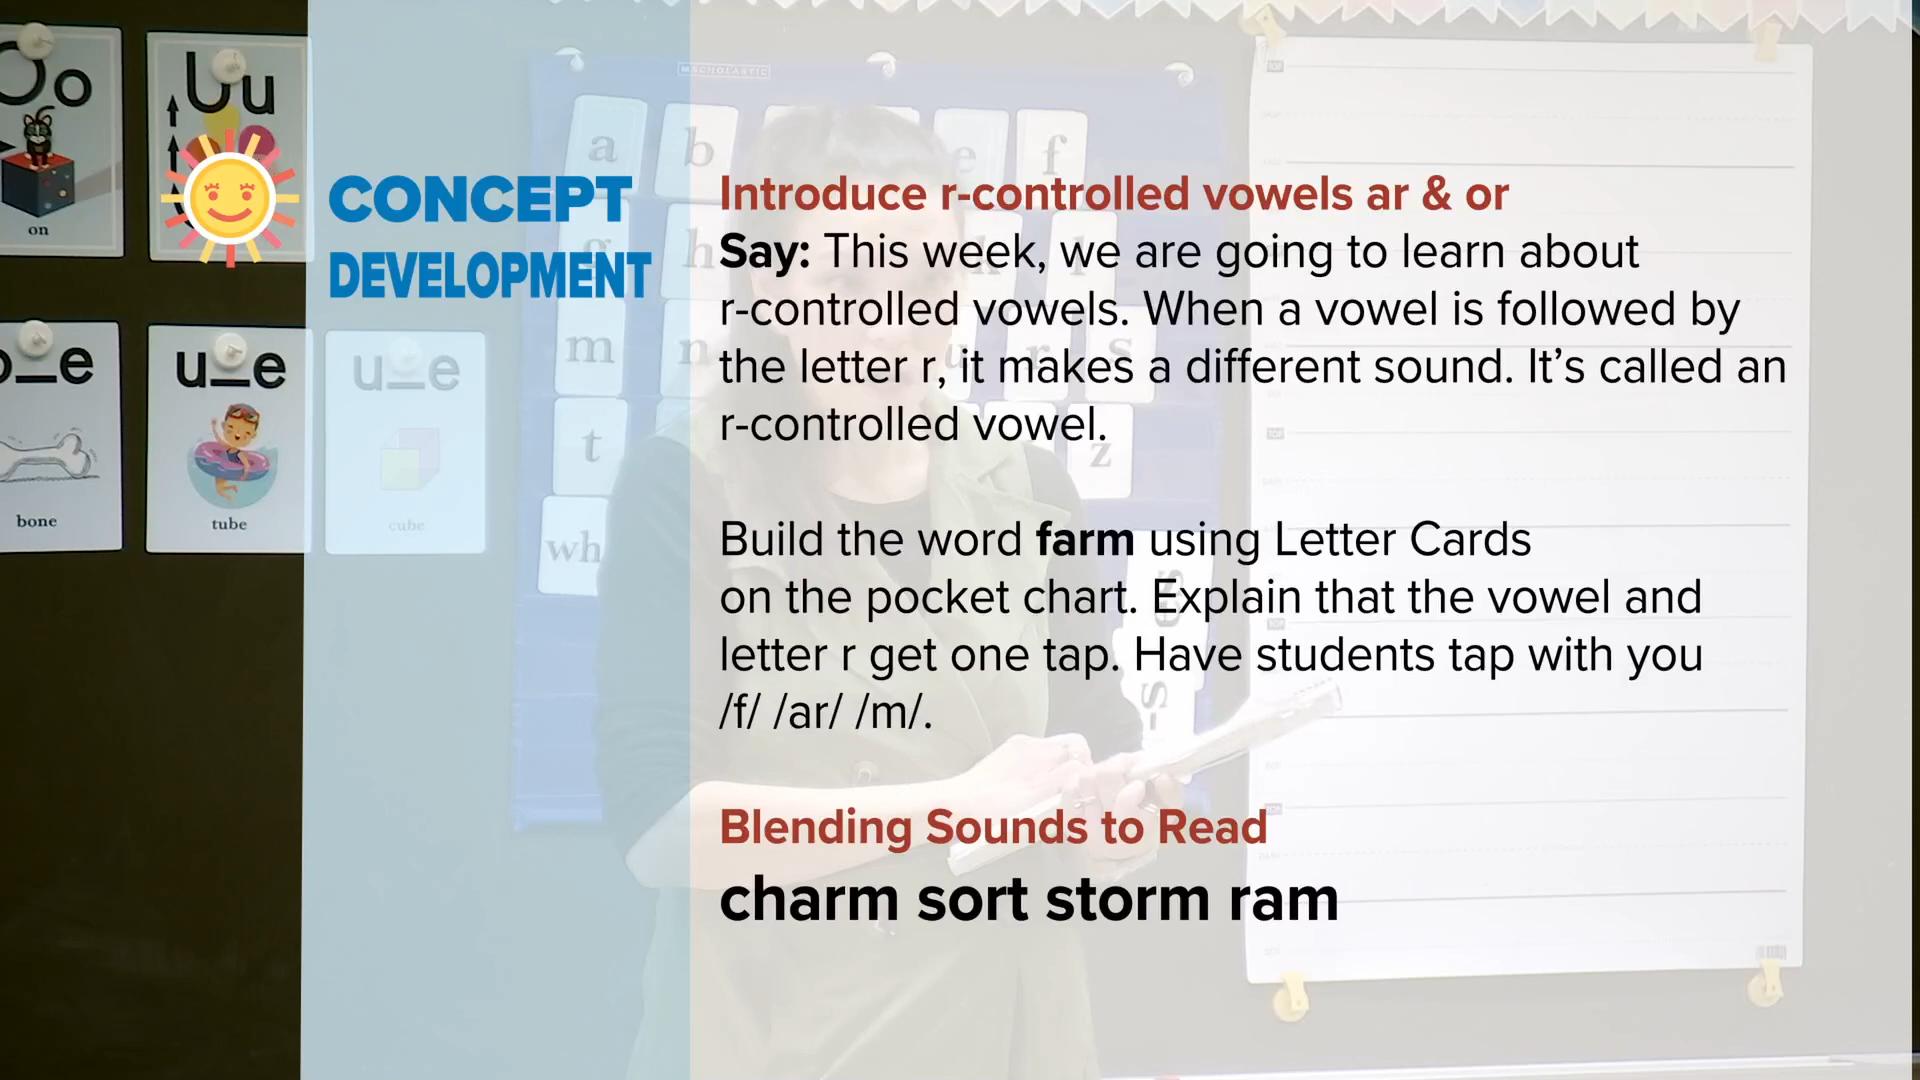 Oo
on
Uu
o_e
bone
u_e
tube
u_e
cube
SCHOLASTIC
a b e f
g h k l
m n r s
t z
wh
es
-s
CONCEPT
DEVELOPMENT
Introduce r-controlled vowels ar & or
Say: This week, we are going to learn about
r-controlled vowels. When a vowel is followed by
the letter r, it makes a different sound. It’s called an
r-controlled vowel.
Build the word farm using Letter Cards
on the pocket chart. Explain that the vowel and
letter r get one tap. Have students tap with you
/f/ /ar/ /m/.
Blending Sounds to Read
charm sort storm ram